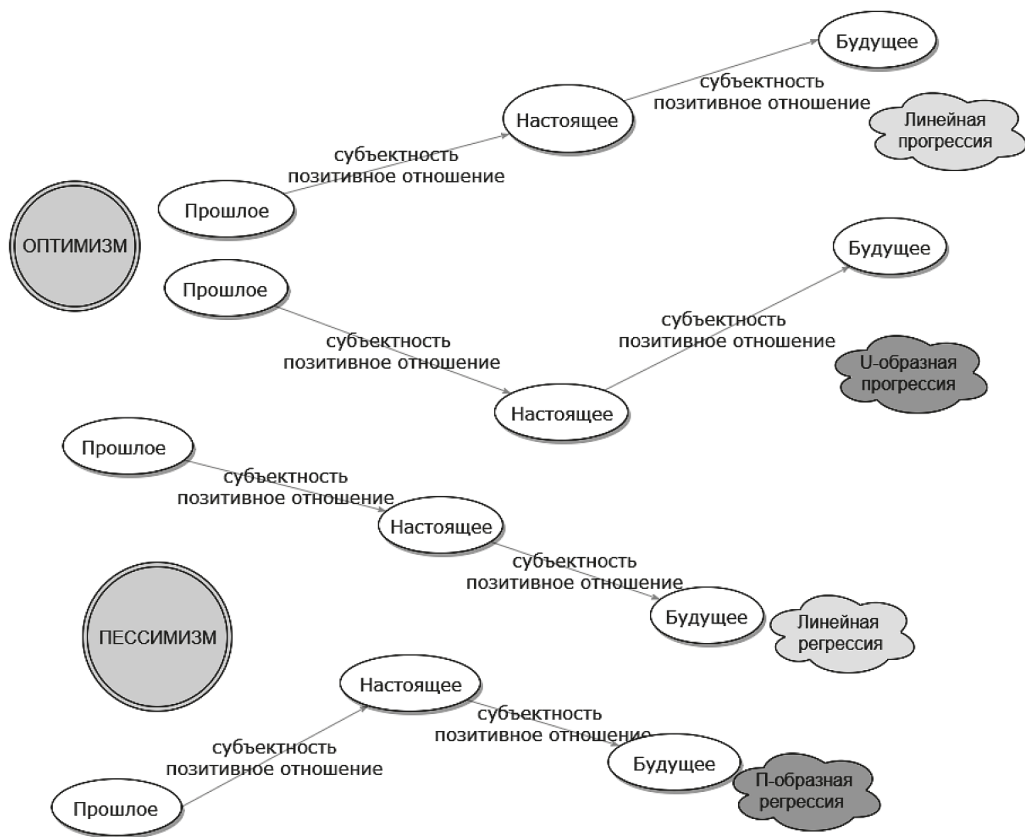 Будущее
субъектность
позитивное отношение
Настоящее
Линейная
прогрессия
субъектность
позитивное отношение
Прошлое
ОПТИМИЗМ
Будущее
Прошлое
субъектность
позитивное отношение
субъектность
позитивное отношение
U-образная
прогрессия
Настоящее
Прошлое
субъектность
позитивное отношение
Настоящее
субъектность
позитивное отношение
Будущее
Линейная
регрессия
ПЕССИМИЗМ
Настоящее
субъектность
позитивное отношение
субъектность
позитивное отношение
Будущее
П-образная
регрессия
Прошлое